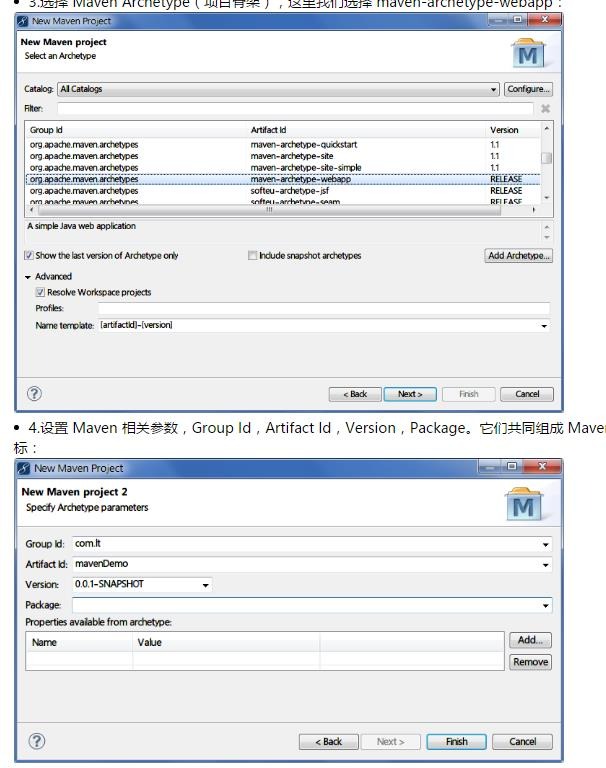 3.选择 Maven Archetype（项目骨架），这里我们选择 maven-archetype-webapp：
New Maven Project
New Maven project
Select an Archetype
M
Catalog: All Catalogs Configure...
Filter:
Group Id Artifact Id Version
org.apache.maven.archetypes maven-archetype-quickstart 1.1
org.apache.maven.archetypes maven-archetype-site 1.1
org.apache.maven.archetypes maven-archetype-site-simple 1.1
org.apache.maven.archetypes maven-archetype-webapp RELEASE
org.apache.maven.archetypes softeu-archetype-jsf RELEASE
org.apache.maven.archetypes softeu-archetype-seam RELEASE
A simple Java web application
Show the last version of Archetype only Include snapshot archetypes Add Archetype...
Advanced
Resolve Workspace projects
Profiles:
Name template: [artifactId]-[version]
? < Back Next > Finish Cancel
4.设置 Maven 相关参数，Group Id，Artifact Id，Version，Package。它们共同组成 Maven
标：
New Maven Project
New Maven project 2
Specify Archetype parameters
M
Group Id: com.lt
Artifact Id: mavenDemo
Version: 0.0.1-SNAPSHOT
Package:
Properties available from archetype:
Name Value Add...
Remove
? < Back Next > Finish Cancel